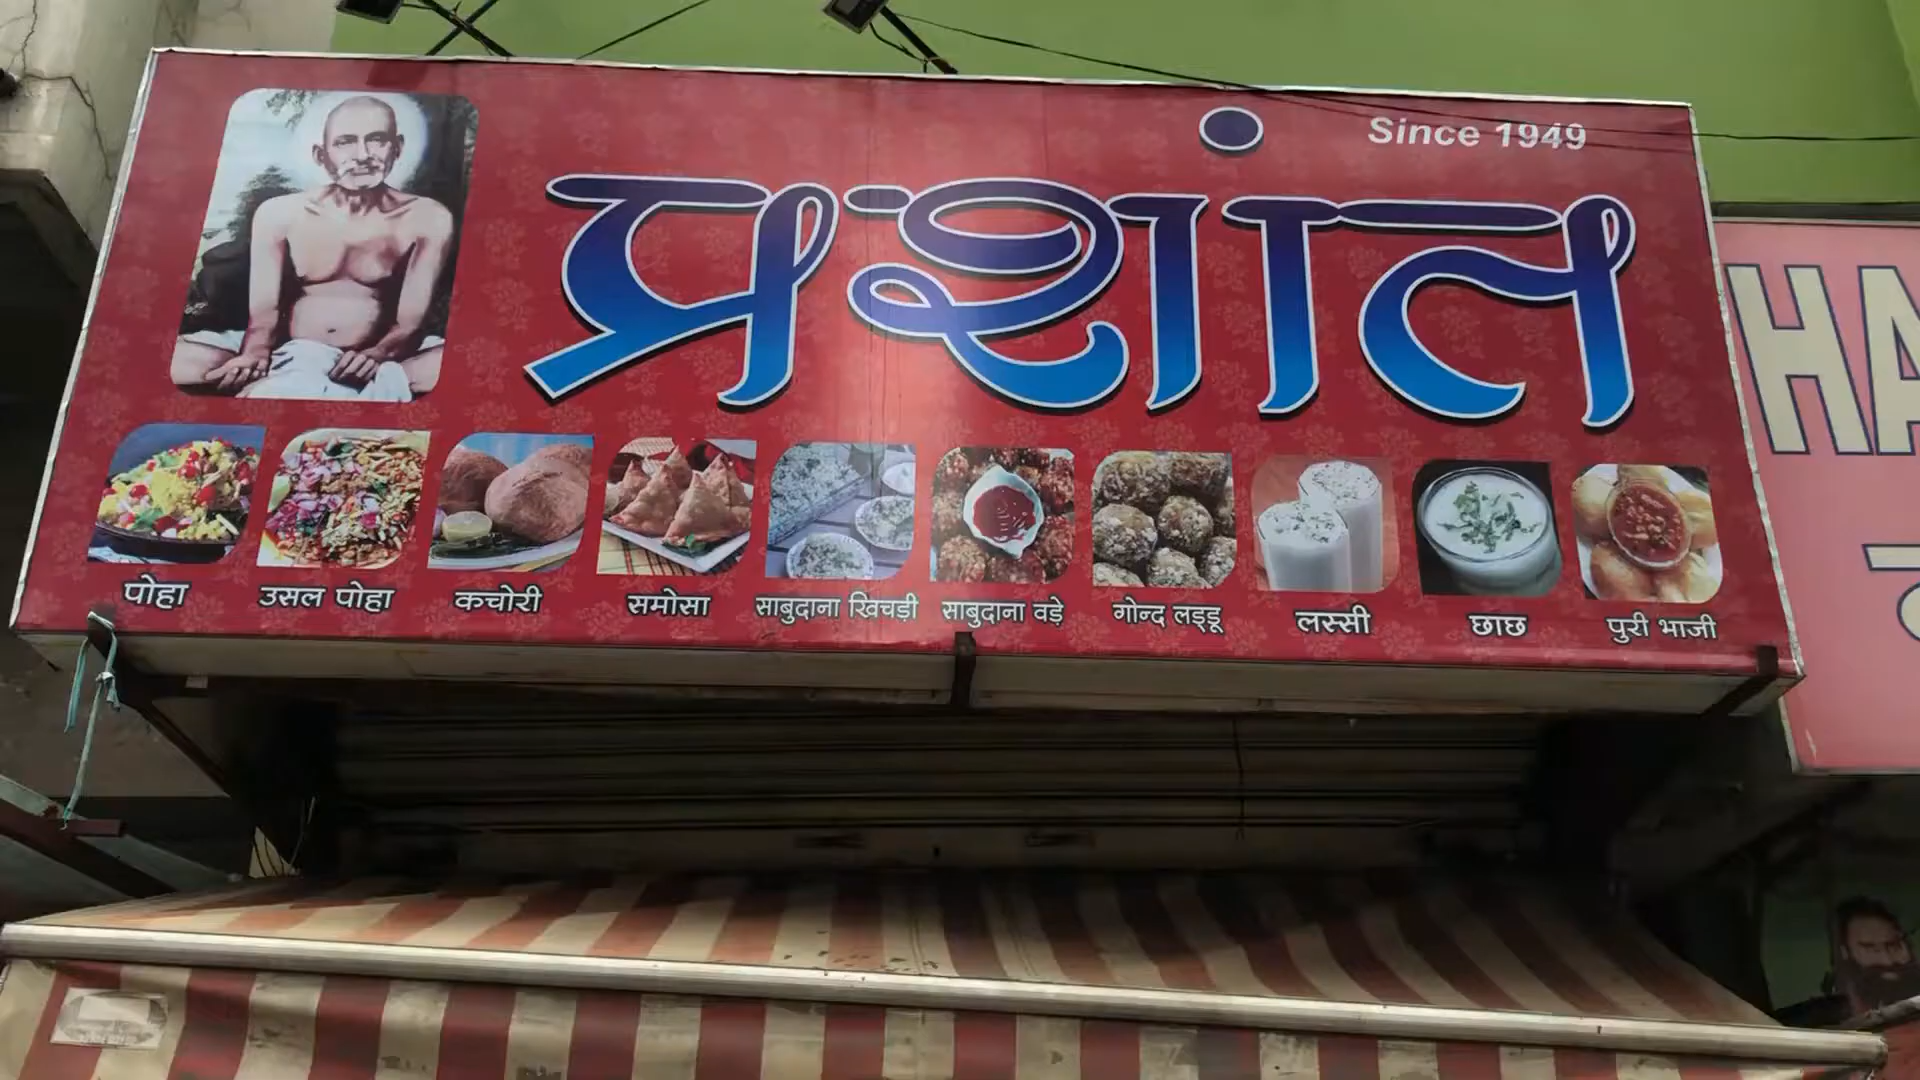 Since 1949
प्रशांत
पोहा
उसल पोहा
कचोरी
समोसा
साबुदाना खिचड़ी
साबुदाना वड़े
गोन्द लड्डू
लस्सी
छाछ
पुरी भाजी
HA